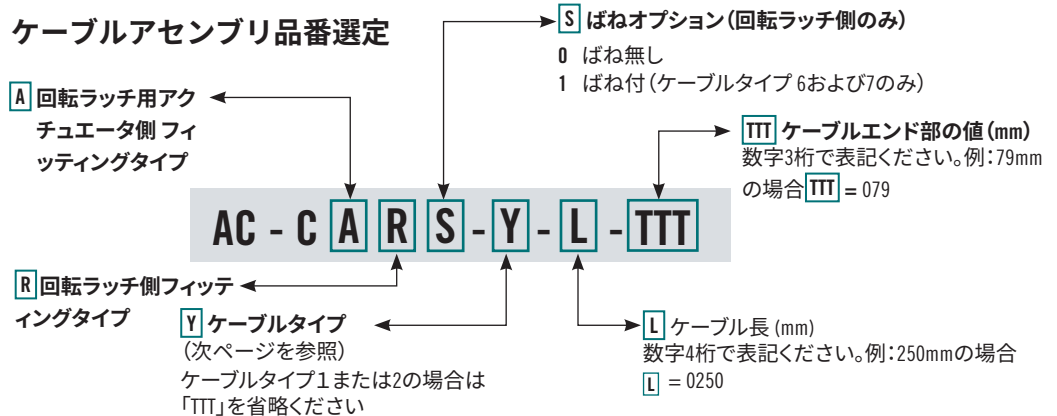 ケーブルアセンブリ品番選定
S ばねオプション（回転ラッチ側のみ）
0 ばね無し
1 ばね付（ケーブルタイプ 6および7のみ）
A 回転ラッチ用アク
チュエータ側 フィ
ッティングタイプ
TTT ケーブルエンド部の値（mm）
数字3桁で表記ください。例：79mm
の場合 TTT = 079
AC - C A R S - Y - L - TTT
R 回転ラッチ側フィッテ
ィングタイプ
Y ケーブルタイプ
（次ページを参照）
ケーブルタイプ１または2の場合は
「TTT」を省略ください
L ケーブル長 (mm)
数字4桁で表記ください。例：250mmの場合
L = 0250